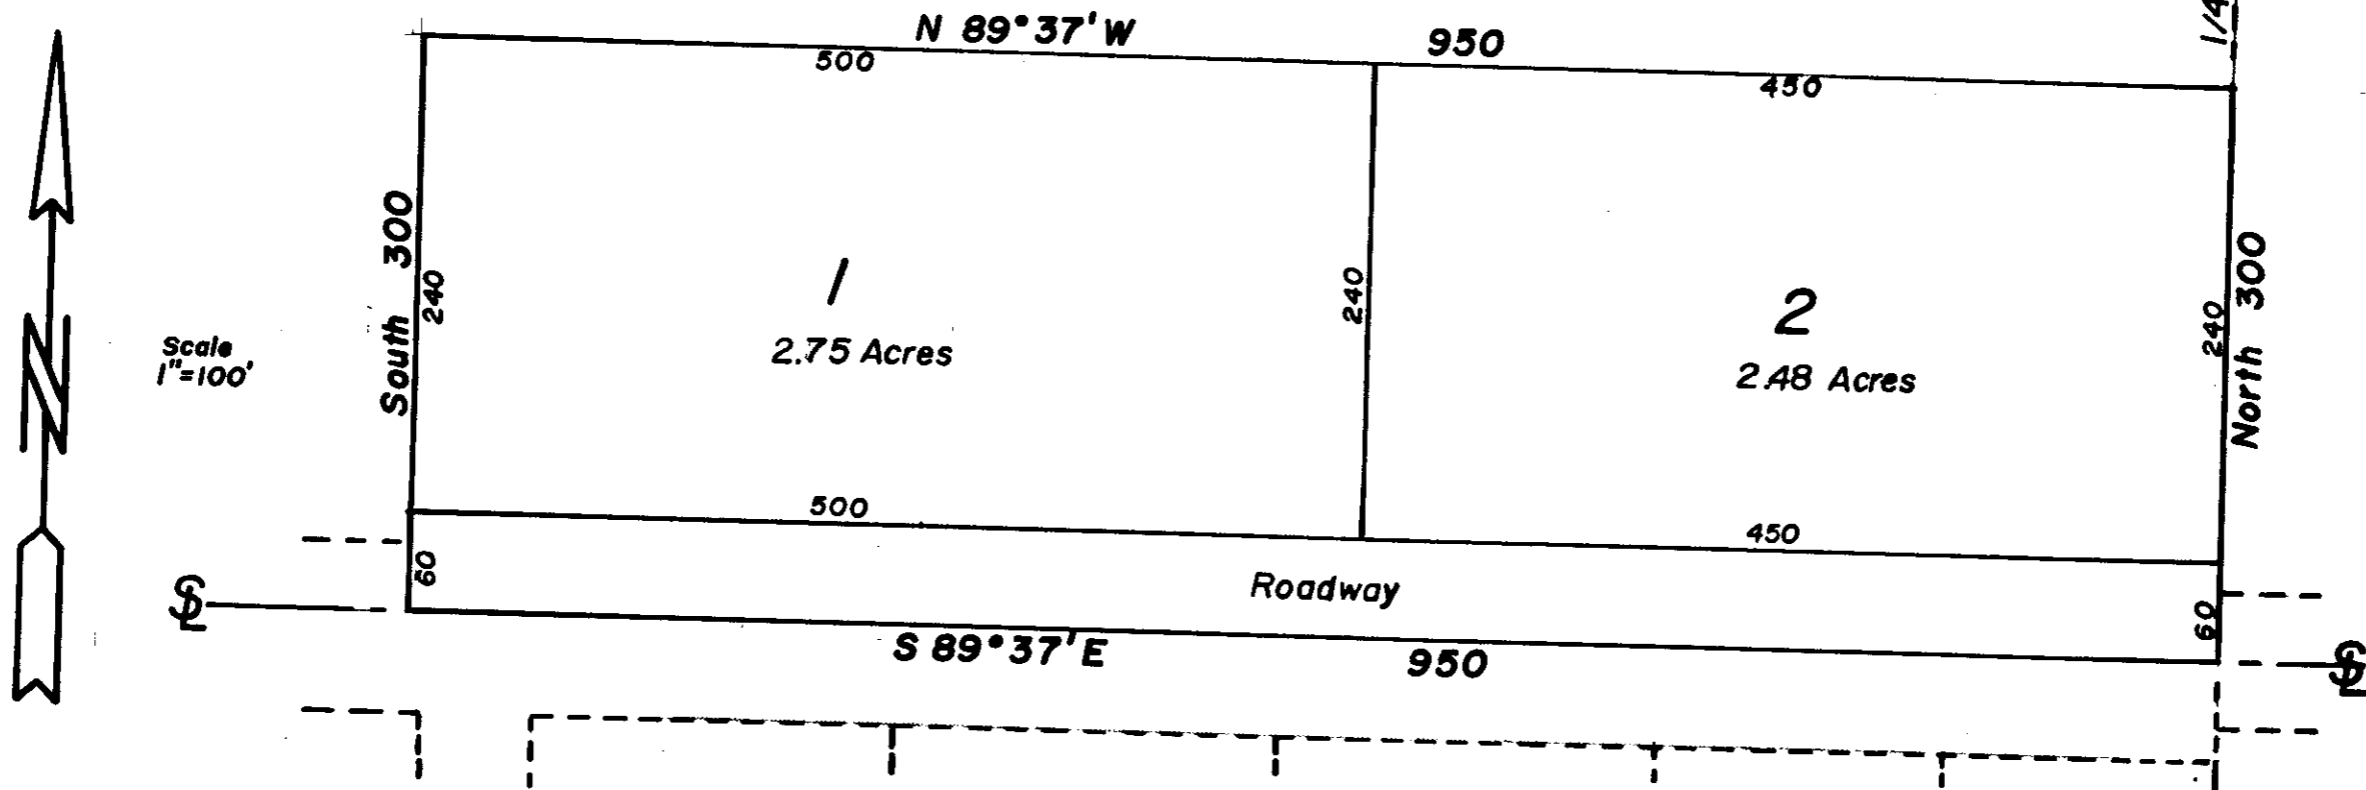 N 89°37'W 950
1/4
500
450
South 300
240
1
2.75 Acres
240
2
2.48 Acres
240
North 300
Scale
1"=100'
N
500
450
60
Roadway
60
S 89°37'E 950